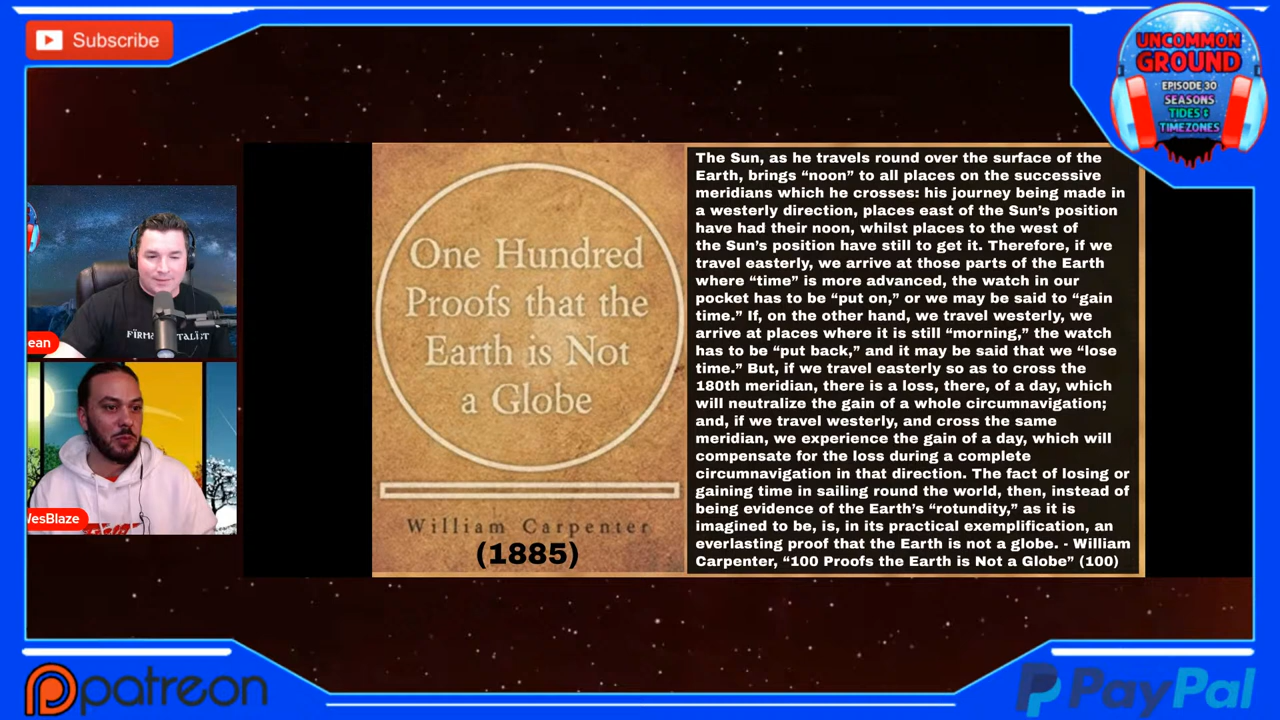 Subscribe
UNCOMMON
GROUND
EPISODE 30
SEASONS
TIDES &
TIMEZONES
One Hundred
Proofs that the
Earth is Not
a Globe
William Carpenter
(1885)
The Sun, as he travels round over the surface of the
Earth, brings “noon” to all places on the successive
meridians which he crosses: his journey being made in
a westerly direction, places east of the Sun’s position
have had their noon, whilst places to the west of
the Sun’s position have still to get it. Therefore, if we
travel easterly, we arrive at those parts of the Earth
where “time” is more advanced, the watch in our
pocket has to be “put on,” or we may be said to “gain
time.” If, on the other hand, we travel westerly, we
arrive at places where it is still “morning,” the watch
has to be “put back,” and it may be said that we “lose
time.” But, if we travel easterly so as to cross the
180th meridian, there is a loss, there, of a day, which
will neutralize the gain of a whole circumnavigation;
and, if we travel westerly, and cross the same
meridian, we experience the gain of a day, which will
compensate for the loss during a complete
circumnavigation in that direction. The fact of losing or
gaining time in sailing round the world, then, instead of
being evidence of the Earth’s “rotundity,” as it is
imagined to be, is, in its practical exemplification, an
everlasting proof that the Earth is not a globe. - William
Carpenter, “100 Proofs the Earth is Not a Globe” (100)
ean
WesBlaze
patreon
PayPal